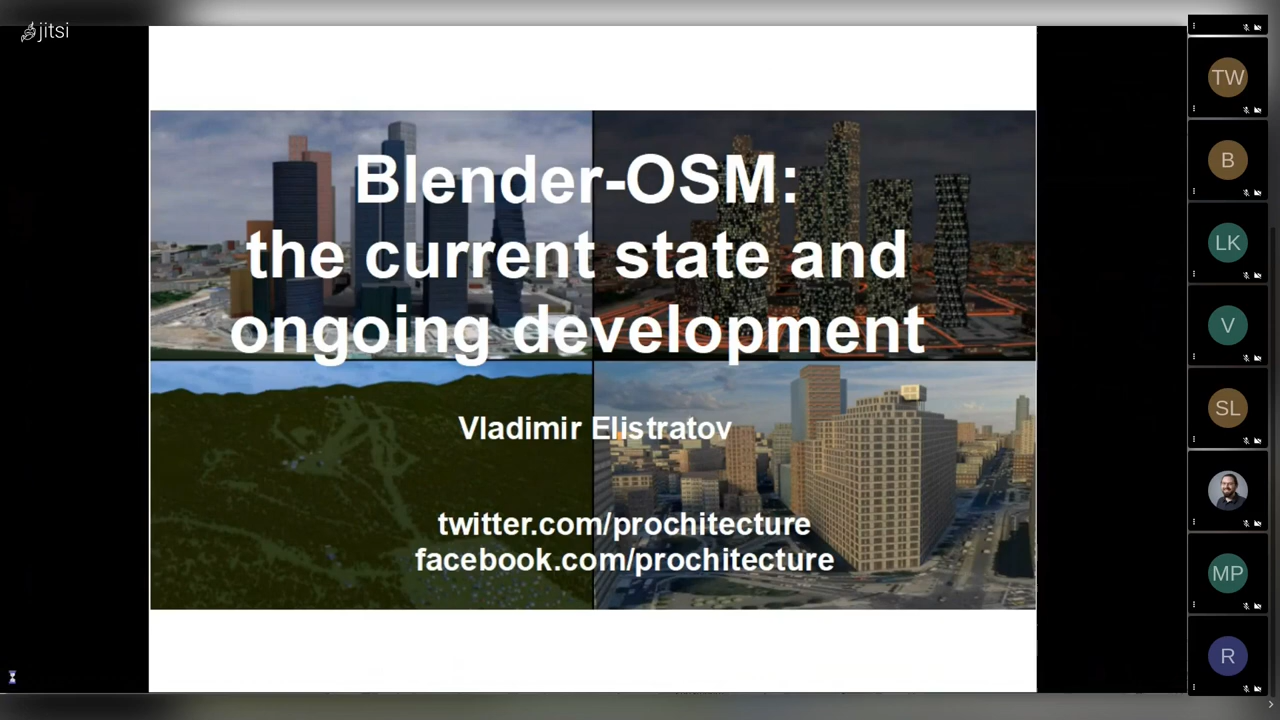 jitsi
Blender-OSM:
the current state and
ongoing development
Vladimir Elistratov
twitter.com/prochitecture
facebook.com/prochitecture
TW
B
LK
V
SL
MP
R